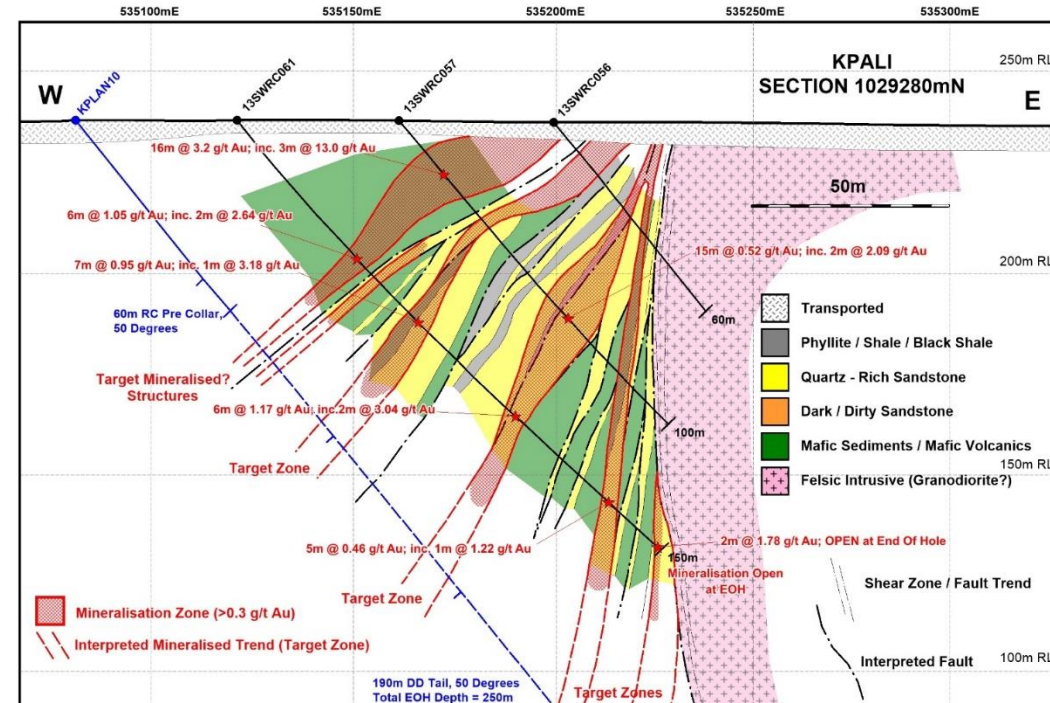 535100mE
535150mE
535200mE
535250mE
535300mE
W
KPLAN10
13SWRC061
13SWRC057
13SWRC056
KPALI
SECTION 1029280mN
E
250m RL
16m @ 3.2 g/t Au; inc. 3m @ 13.0 g/t Au
50m
6m @ 1.05 g/t Au; inc. 2m @ 2.64 g/t Au
7m @ 0.95 g/t Au; inc. 1m @ 3.18 g/t Au
15m @ 0.52 g/t Au; inc. 2m @ 2.09 g/t Au
200m RL
60m RC Pre Collar,
50 Degrees
60m
Transported
Phyllite / Shale / Black Shale
Quartz - Rich Sandstone
Dark / Dirty Sandstone
Mafic Sediments / Mafic Volcanics
Felsic Intrusive (Granodiorite?)
Target Mineralised?
Structures
6m @ 1.17 g/t Au; inc.2m @ 3.04 g/t Au
100m
Target Zone
150m RL
5m @ 0.46 g/t Au; inc. 1m @ 1.22 g/t Au
2m @ 1.78 g/t Au; OPEN at End Of Hole
150m
Mineralisation Open
at EOH
Target Zone
Shear Zone / Fault Trend
Mineralisation Zone (>0.3 g/t Au)
Interpreted Mineralised Trend (Target Zone)
Interpreted Fault
100m RL
190m DD Tail, 50 Degrees
Total EOH Depth = 250m
Target Zones